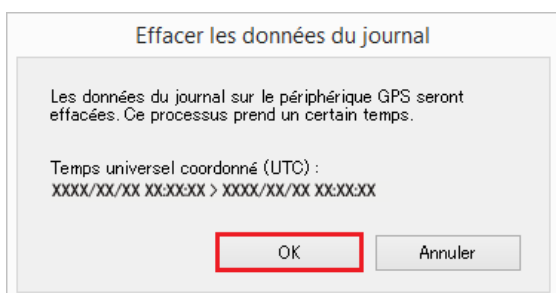 Effacer les données du journal
Les données du journal sur le périphérique GPS seront
effacées. Ce processus prend un certain temps.
Temps universel coordonné (UTC) :
XXXX/XX/XX XX:XX:XX > XXXX/XX/XX XX:XX:XX
OK
Annuler